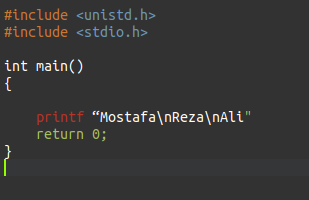 #include <unistd.h>
#include <stdio.h>
int main()
{
printf “Mostafa\nReza\nAli"
return 0;
}